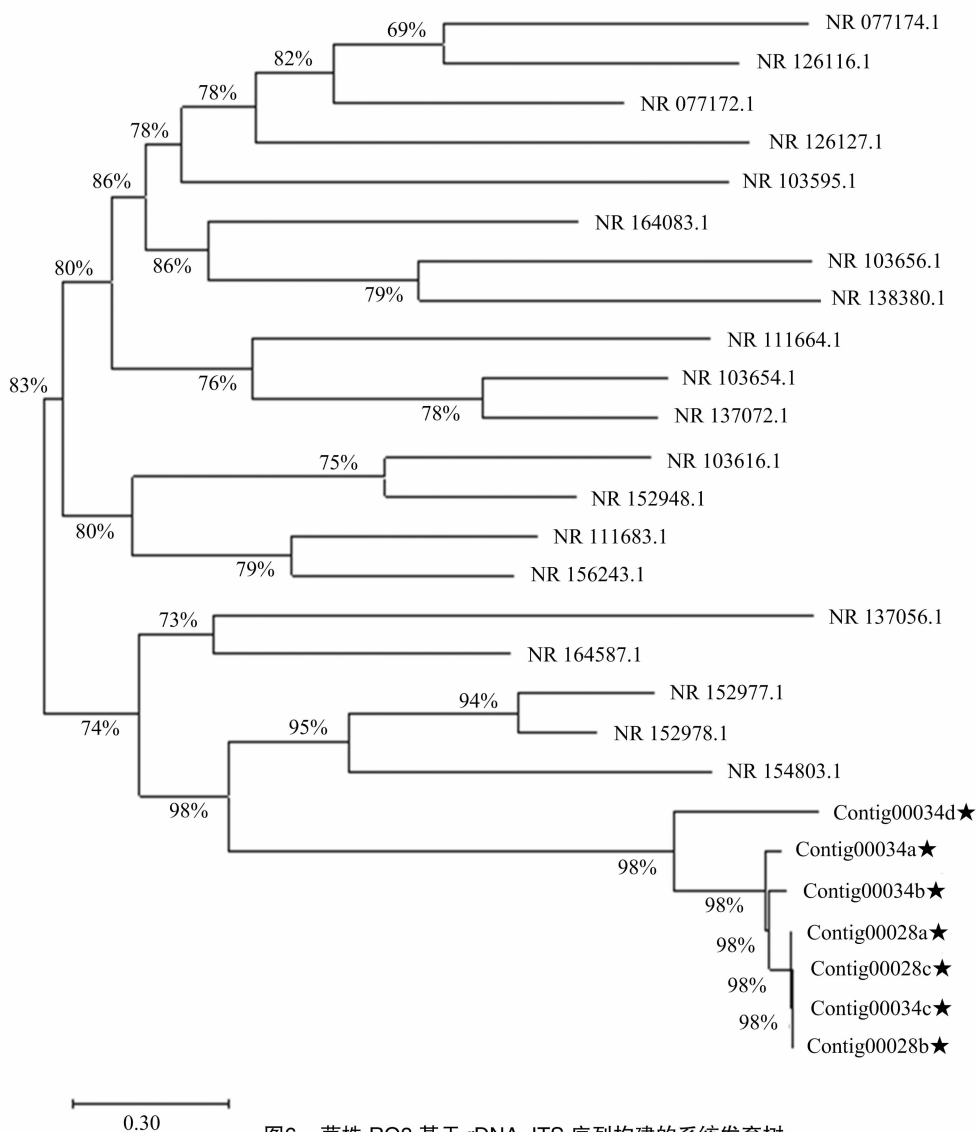 69%
NR 077174.1
82%
NR 126116.1
78%
NR 077172.1
78%
NR 126127.1
86%
NR 103595.1
NR 164083.1
86%
NR 103656.1
80%
79%
NR 138380.1
NR 111664.1
83%
76%
NR 103654.1
78%
NR 137072.1
75%
NR 103616.1
NR 152948.1
80%
NR 111683.1
79%
NR 156243.1
73%
NR 137056.1
NR 164587.1
74%
94%
NR 152977.1
95%
NR 152978.1
NR 154803.1
98%
Contig00034d★
98%
Contig00034a★
98%
Contig00034b★
98%
Contig00028a★
98%
Contig00028c★
98%
Contig00034c★
Contig00028b★
0.30